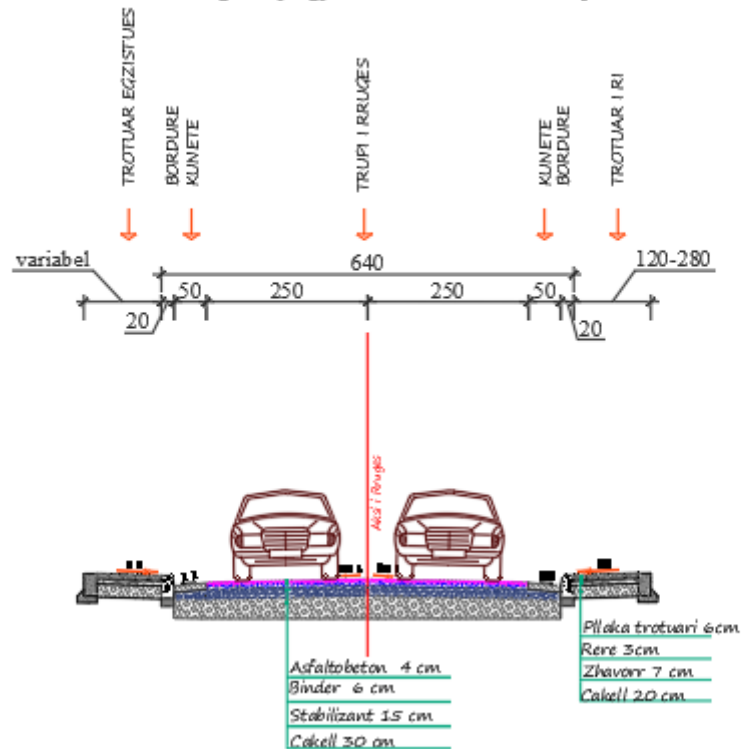 TROTUAR EGZISTUES
BORDURE
KUNETE
TRUPI I RRUGES
KUNETE
BORDURE
TROTUAR I RI
variabel
640
120-280
50
250
250
50
20
20
Aksi i Rruges
Asfaltobeton 4 cm
Binder 6 cm
Stabilizant 15 cm
Cakell 30 cm
Pllaka trotuari 6cm
Rere 3cm
Zhavorr 7 cm
Cakell 20 cm